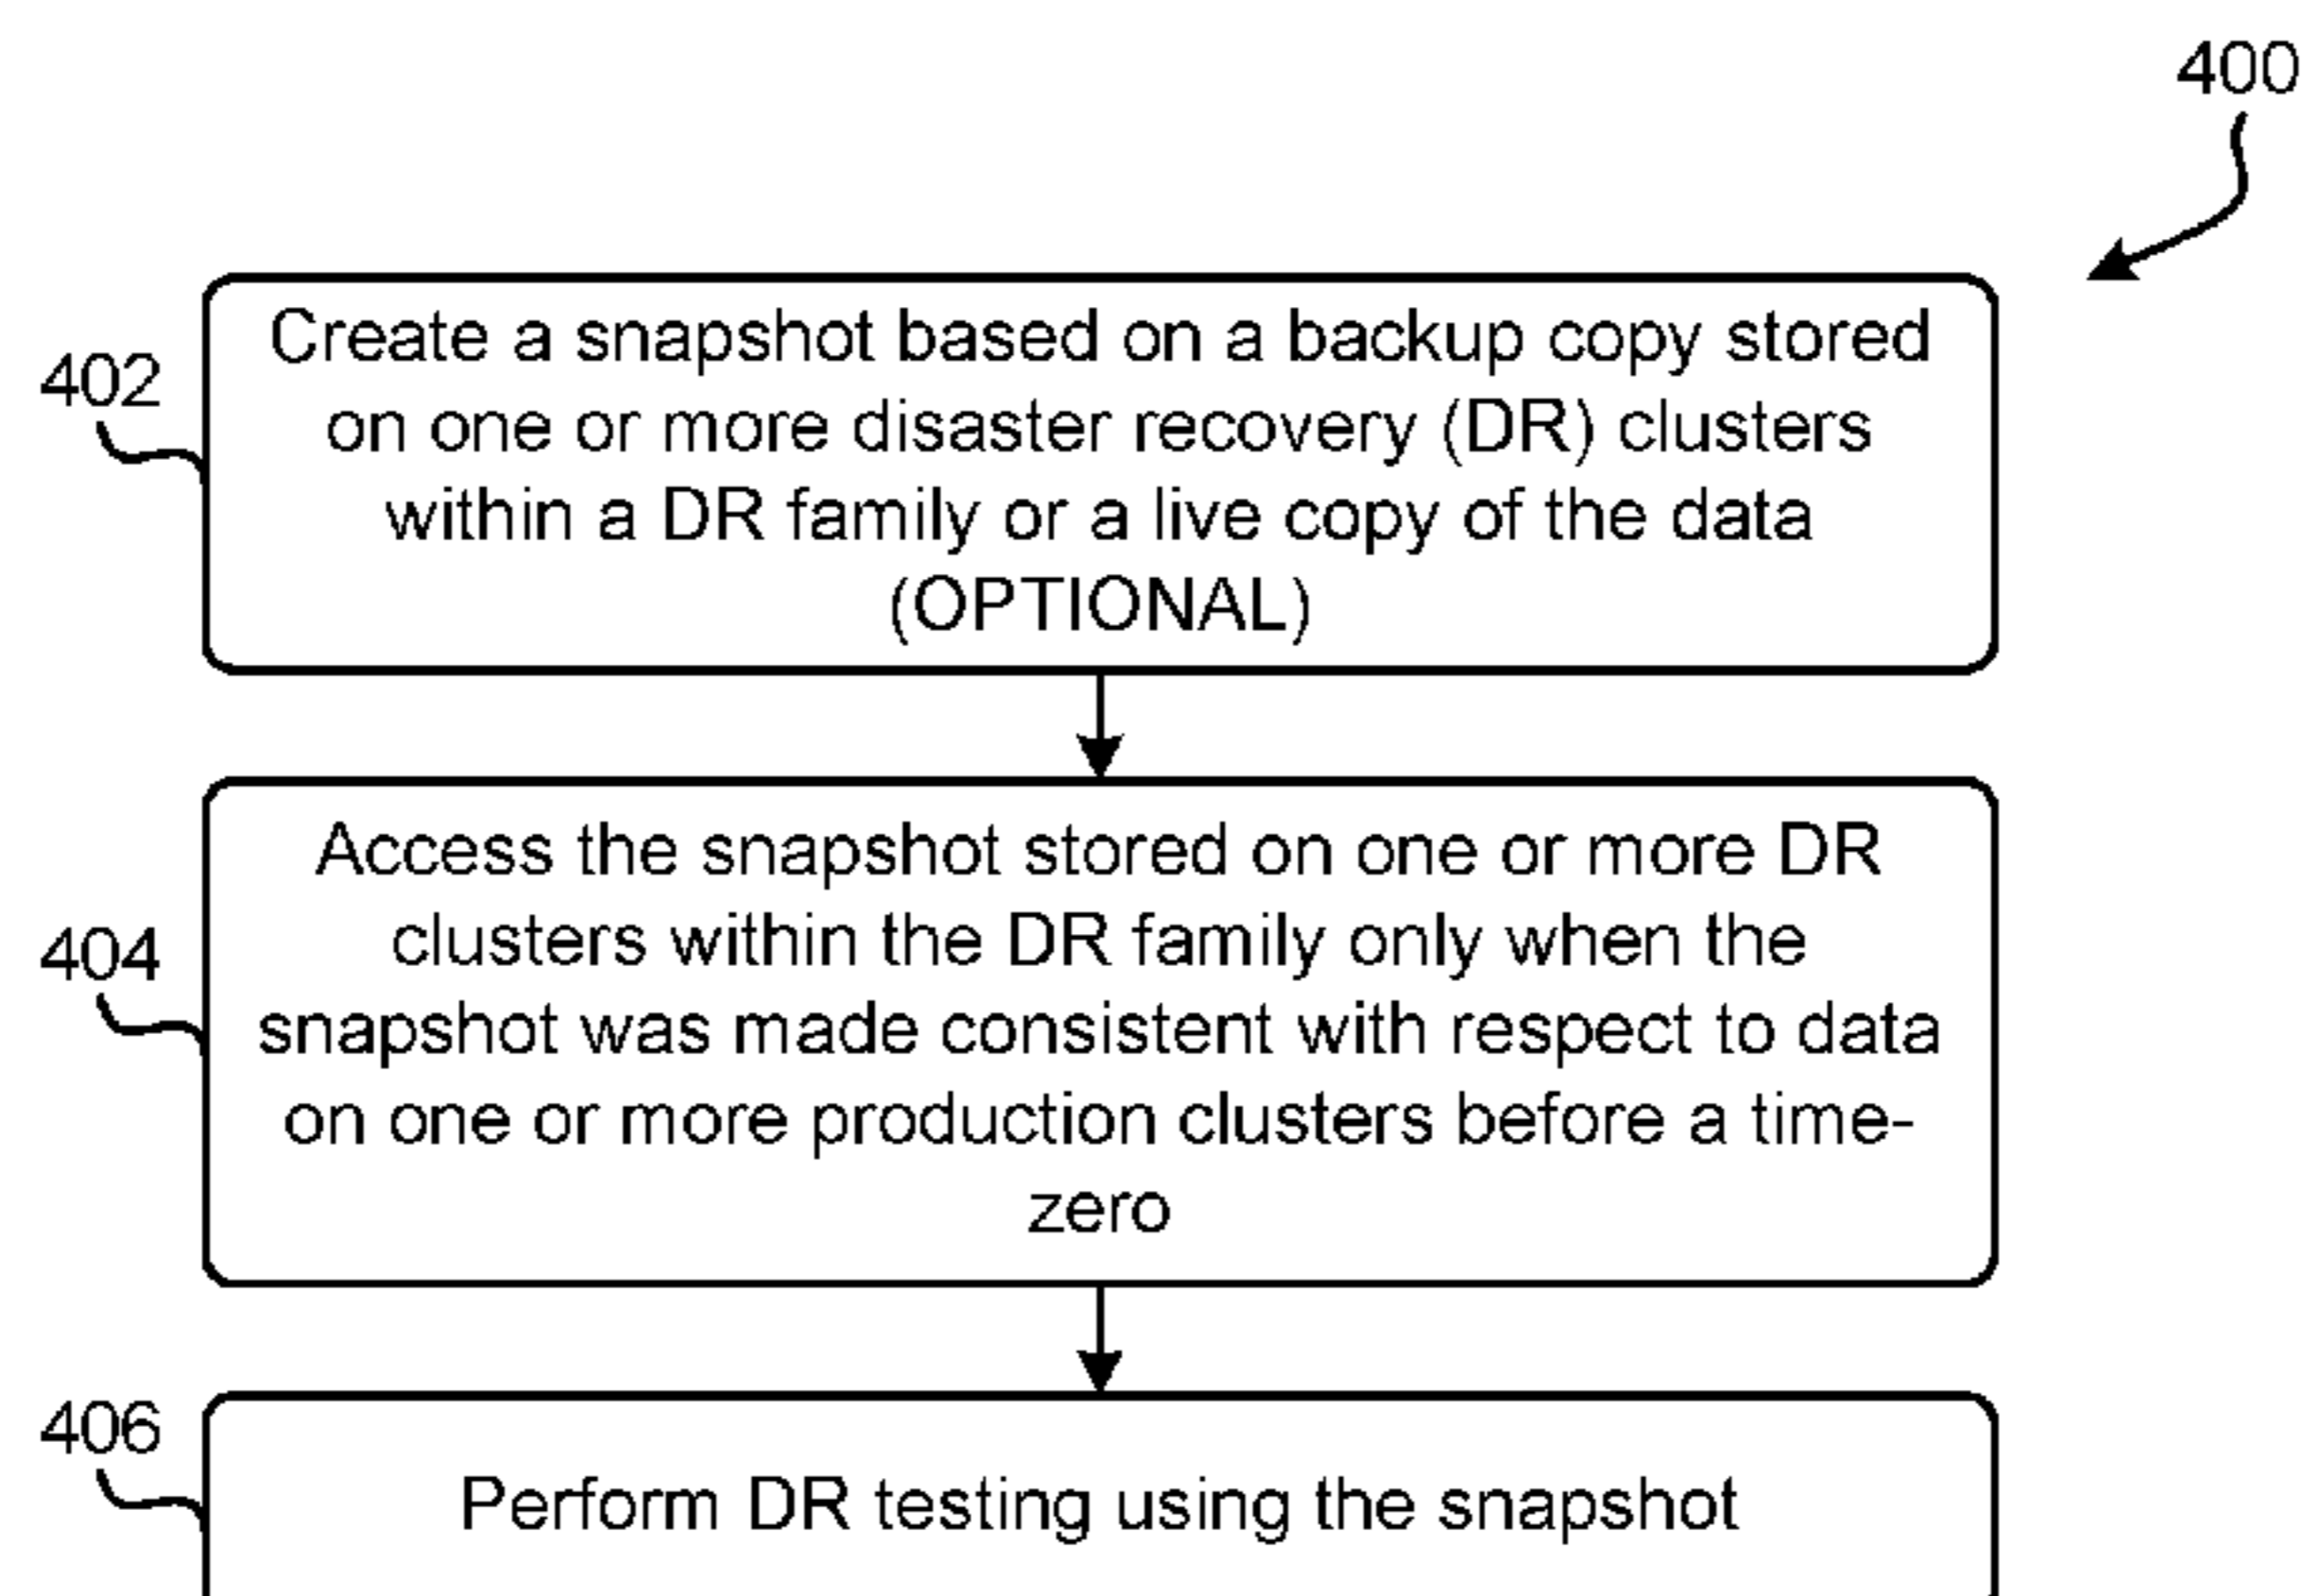 400
402
Create a snapshot based on a backup copy stored
on one or more disaster recovery (DR) clusters
within a DR family or a live copy of the data
(OPTIONAL)
404
Access the snapshot stored on one or more DR
clusters within the DR family only when the
snapshot was made consistent with respect to data
on one or more production clusters before a time-
zero
406
Perform DR testing using the snapshot